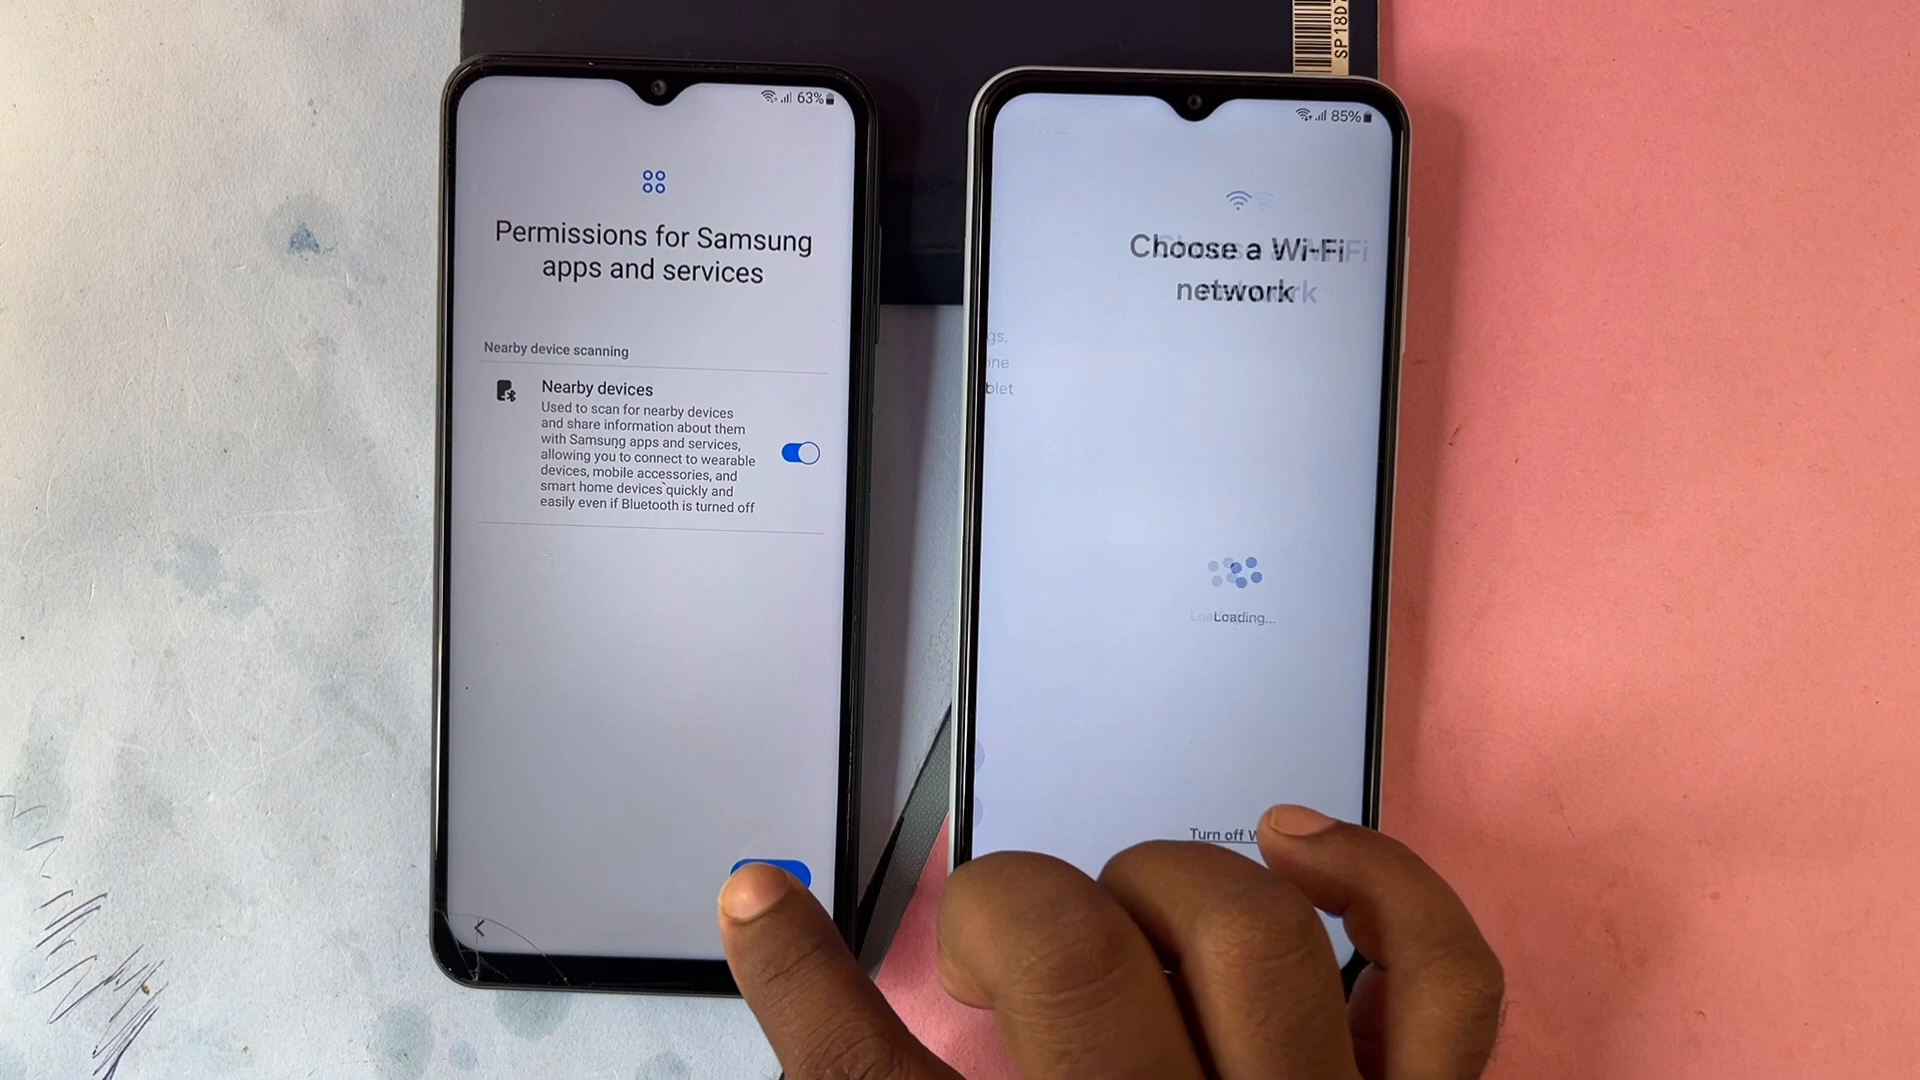 SP18D
63%
Permissions for Samsung
apps and services
Nearby device scanning
Nearby devices
Used to scan for nearby devices
and share information about them
with Samsung apps and services,
allowing you to connect to wearable
devices, mobile accessories, and
smart home devices quickly and
easily even if Bluetooth is turned off
85%
Choose a Wi-Fi
network
gs,
one
blet
Loading...
Turn off W